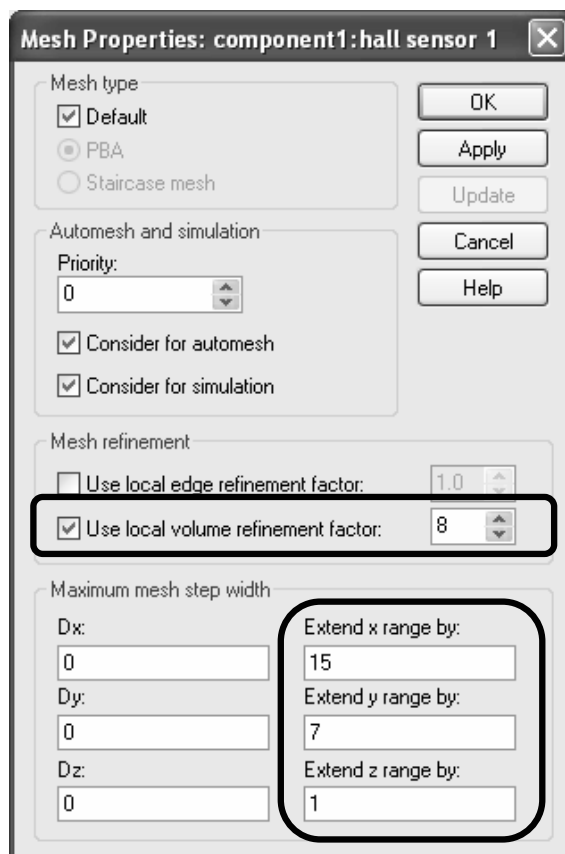 Mesh Properties: component1:hall sensor 1
Mesh type
Default
PBA
Staircase mesh
OK
Apply
Update
Cancel
Help
Automesh and simulation
Priority:
0
Consider for automesh
Consider for simulation
Mesh refinement
Use local edge refinement factor: 1.0
Use local volume refinement factor: 8
Maximum mesh step width
Dx: Extend x range by:
0 15
Dy: Extend y range by:
0 7
Dz: Extend z range by:
0 1